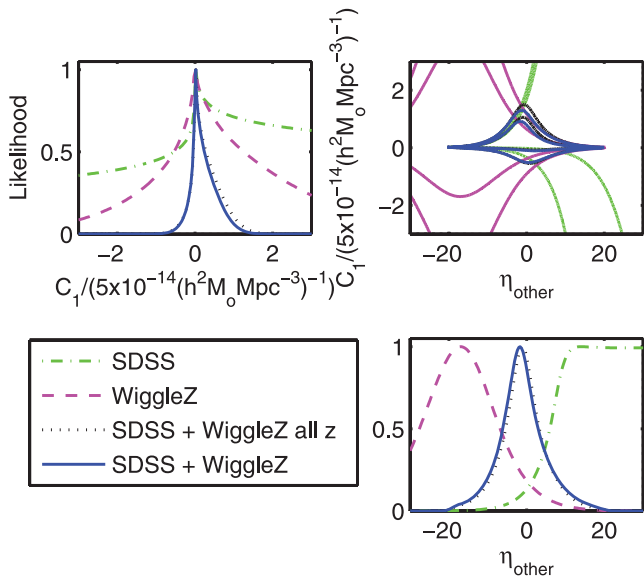 Likelihood
1
0.5
0
−2 0 2
C₁/(5x10⁻¹⁴(h²MₒMpc⁻³)⁻¹)
C₁/(5x10⁻¹⁴(h²MₒMpc⁻³)⁻¹)
2
0
−2
−20 0 20
η_other
SDSS
WiggleZ
SDSS + WiggleZ all z
SDSS + WiggleZ
1
0.5
0
−20 0 20
η_other